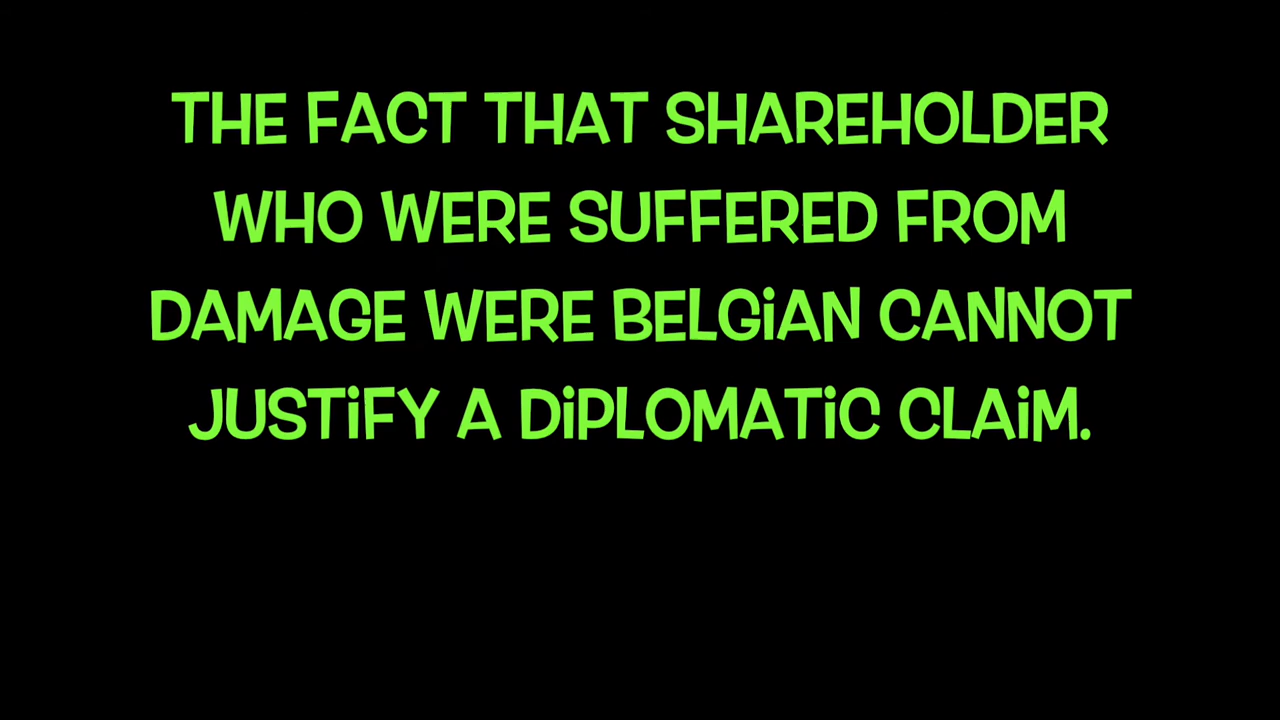 THE FACT THAT SHAREHOLDER
WHO WERE SUFFERED FROM
DAMAGE WERE BELGiAN CANNOT
JUSTiFY A DiPLOMATiC CLAiM.